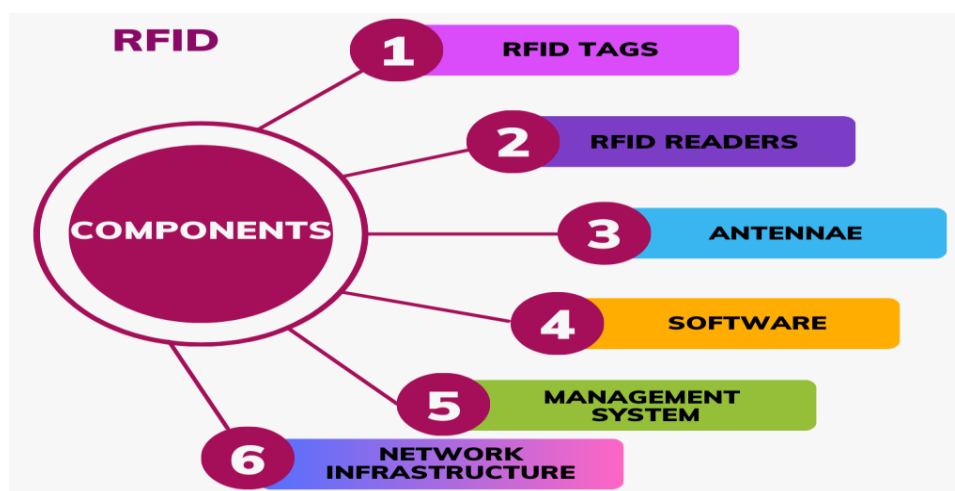 RFID
1 RFID TAGS
2 RFID READERS
COMPONENTS
3 ANTENNAE
4 SOFTWARE
5 MANAGEMENT
SYSTEM
6 NETWORK
INFRASTRUCTURE